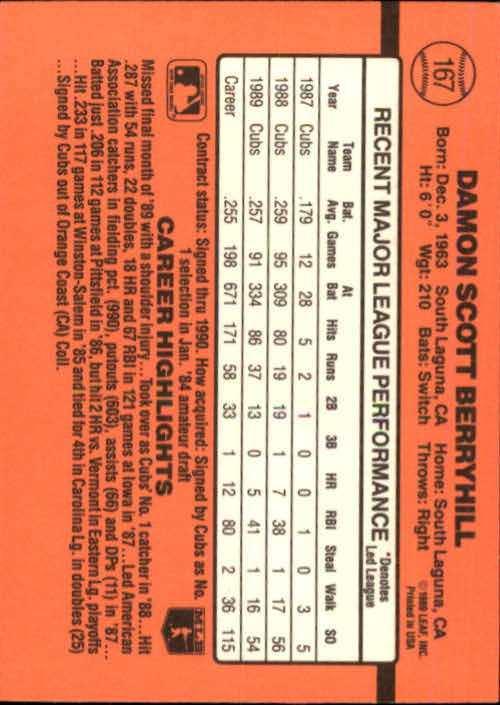 167
DAMON SCOTT BERRYHILL
Born: Dec. 3, 1963 South Laguna, CA Home: South Laguna, CA
Ht: 6' 0" Wgt: 210 Bats: Switch Throws: Right
©1989 LEAF, INC.
Printed in USA
RECENT MAJOR LEAGUE PERFORMANCE *Denotes Led League
Year Team Name Bat. Avg. Games At Bat Hits Runs 2B 3B HR RBI Steal Walk SO
1987 Cubs .179 12 28 5 2 1 0 0 1 0 3 5
1988 Cubs .259 95 309 80 19 19 1 7 38 1 17 56
1989 Cubs .257 91 334 86 37 13 0 5 41 1 16 54
Career .255 198 671 171 58 33 1 12 80 2 36 115
Contract status: Signed thru 1990. How acquired: Signed by Cubs as No.
1 selection in Jan. '84 amateur draft
CAREER HIGHLIGHTS
MLB
Missed final month of '89 with a shoulder injury... Took over as Cubs' No. 1 catcher in '88...Hit
.287 with 54 runs, 22 doubles, 18 HR and 67 RBI in 121 games at Iowa in '87...Led American
Association catchers in fielding pct. (990), putouts (603), assists (66) and DPs (11) in '87...
Batted just .206 in 112 games at Pittsfield in '86, but hit 2 HR vs. Vermont in Eastern Lg. playoffs
...Hit .233 in 117 games at Winston-Salem in '85 and tied for 4th in Carolina Lg. in doubles (25)
...Signed by Cubs out of Orange Coast (CA) Coll.